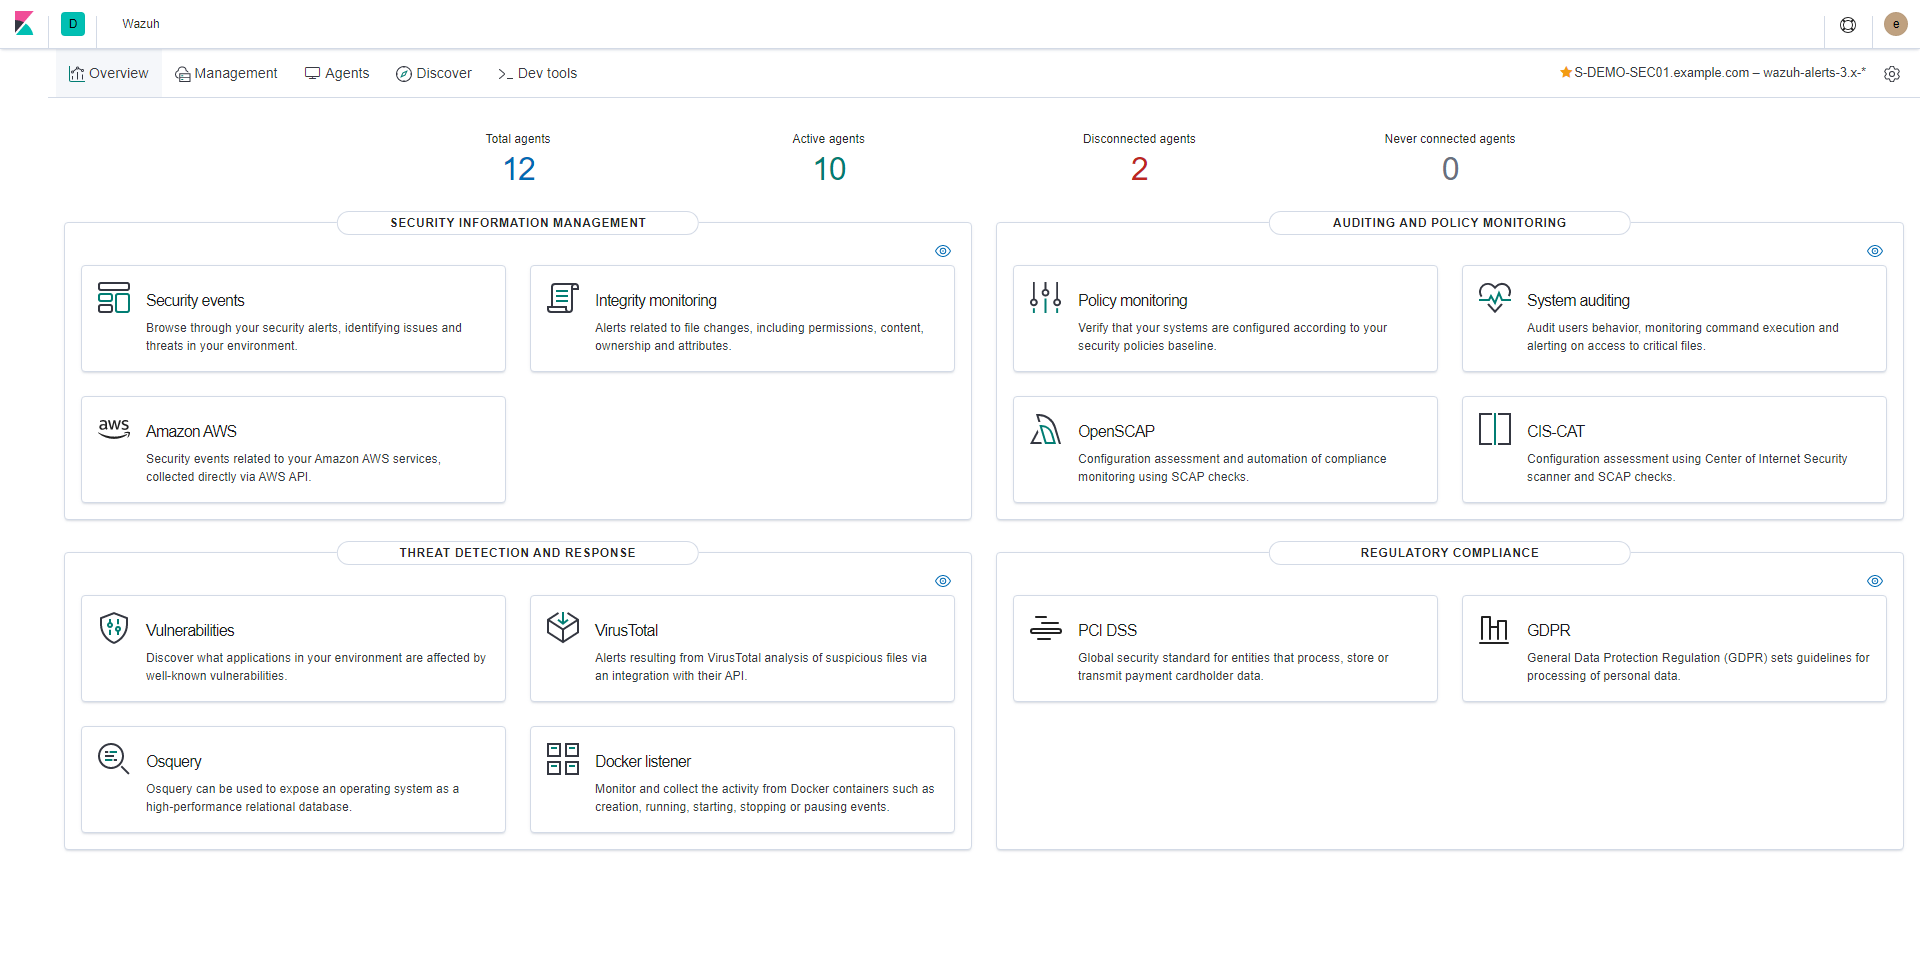 D
Wazuh
e
Overview
Management
Agents
Discover
>_ Dev tools
S-DEMO-SEC01.example.com – wazuh-alerts-3.x-*
Total agents
12
Active agents
10
Disconnected agents
2
Never connected agents
0
SECURITY INFORMATION MANAGEMENT
Security events
Browse through your security alerts, identifying issues and
threats in your environment.
Integrity monitoring
Alerts related to file changes, including permissions, content,
ownership and attributes.
aws
Amazon AWS
Security events related to your Amazon AWS services,
collected directly via AWS API.
AUDITING AND POLICY MONITORING
Policy monitoring
Verify that your systems are configured according to your
security policies baseline.
System auditing
Audit users behavior, monitoring command execution and
alerting on access to critical files.
OpenSCAP
Configuration assessment and automation of compliance
monitoring using SCAP checks.
CIS-CAT
Configuration assessment using Center of Internet Security
scanner and SCAP checks.
THREAT DETECTION AND RESPONSE
Vulnerabilities
Discover what applications in your environment are affected by
well-known vulnerabilities.
VirusTotal
Alerts resulting from VirusTotal analysis of suspicious files via
an integration with their API.
Osquery
Osquery can be used to expose an operating system as a
high-performance relational database.
Docker listener
Monitor and collect the activity from Docker containers such as
creation, running, starting, stopping or pausing events.
REGULATORY COMPLIANCE
PCI DSS
Global security standard for entities that process, store or
transmit payment cardholder data.
GDPR
General Data Protection Regulation (GDPR) sets guidelines for
processing of personal data.